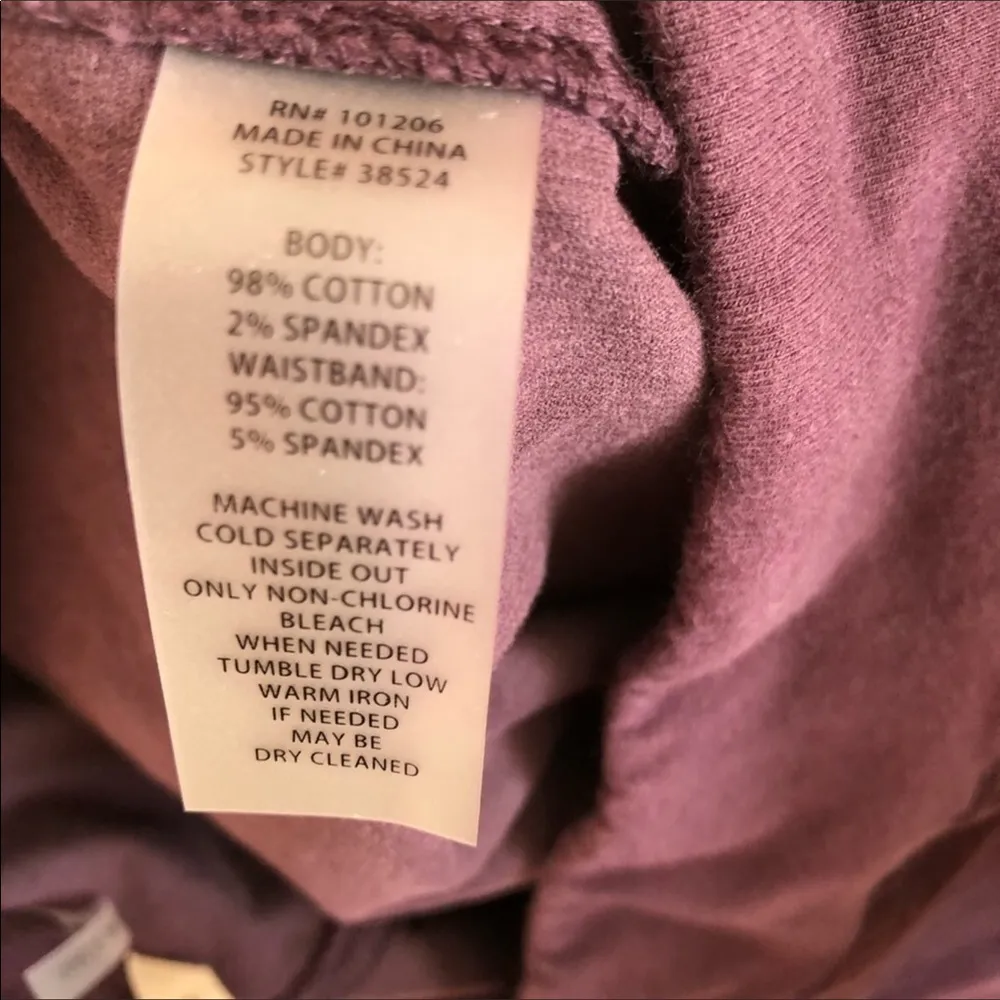 RN# 101206
MADE IN CHINA
STYLE# 38524
BODY:
98% COTTON
2% SPANDEX
WAISTBAND:
95% COTTON
5% SPANDEX
MACHINE WASH
COLD SEPARATELY
INSIDE OUT
ONLY NON-CHLORINE
BLEACH
WHEN NEEDED
TUMBLE DRY LOW
WARM IRON
IF NEEDED
MAY BE
DRY CLEANED